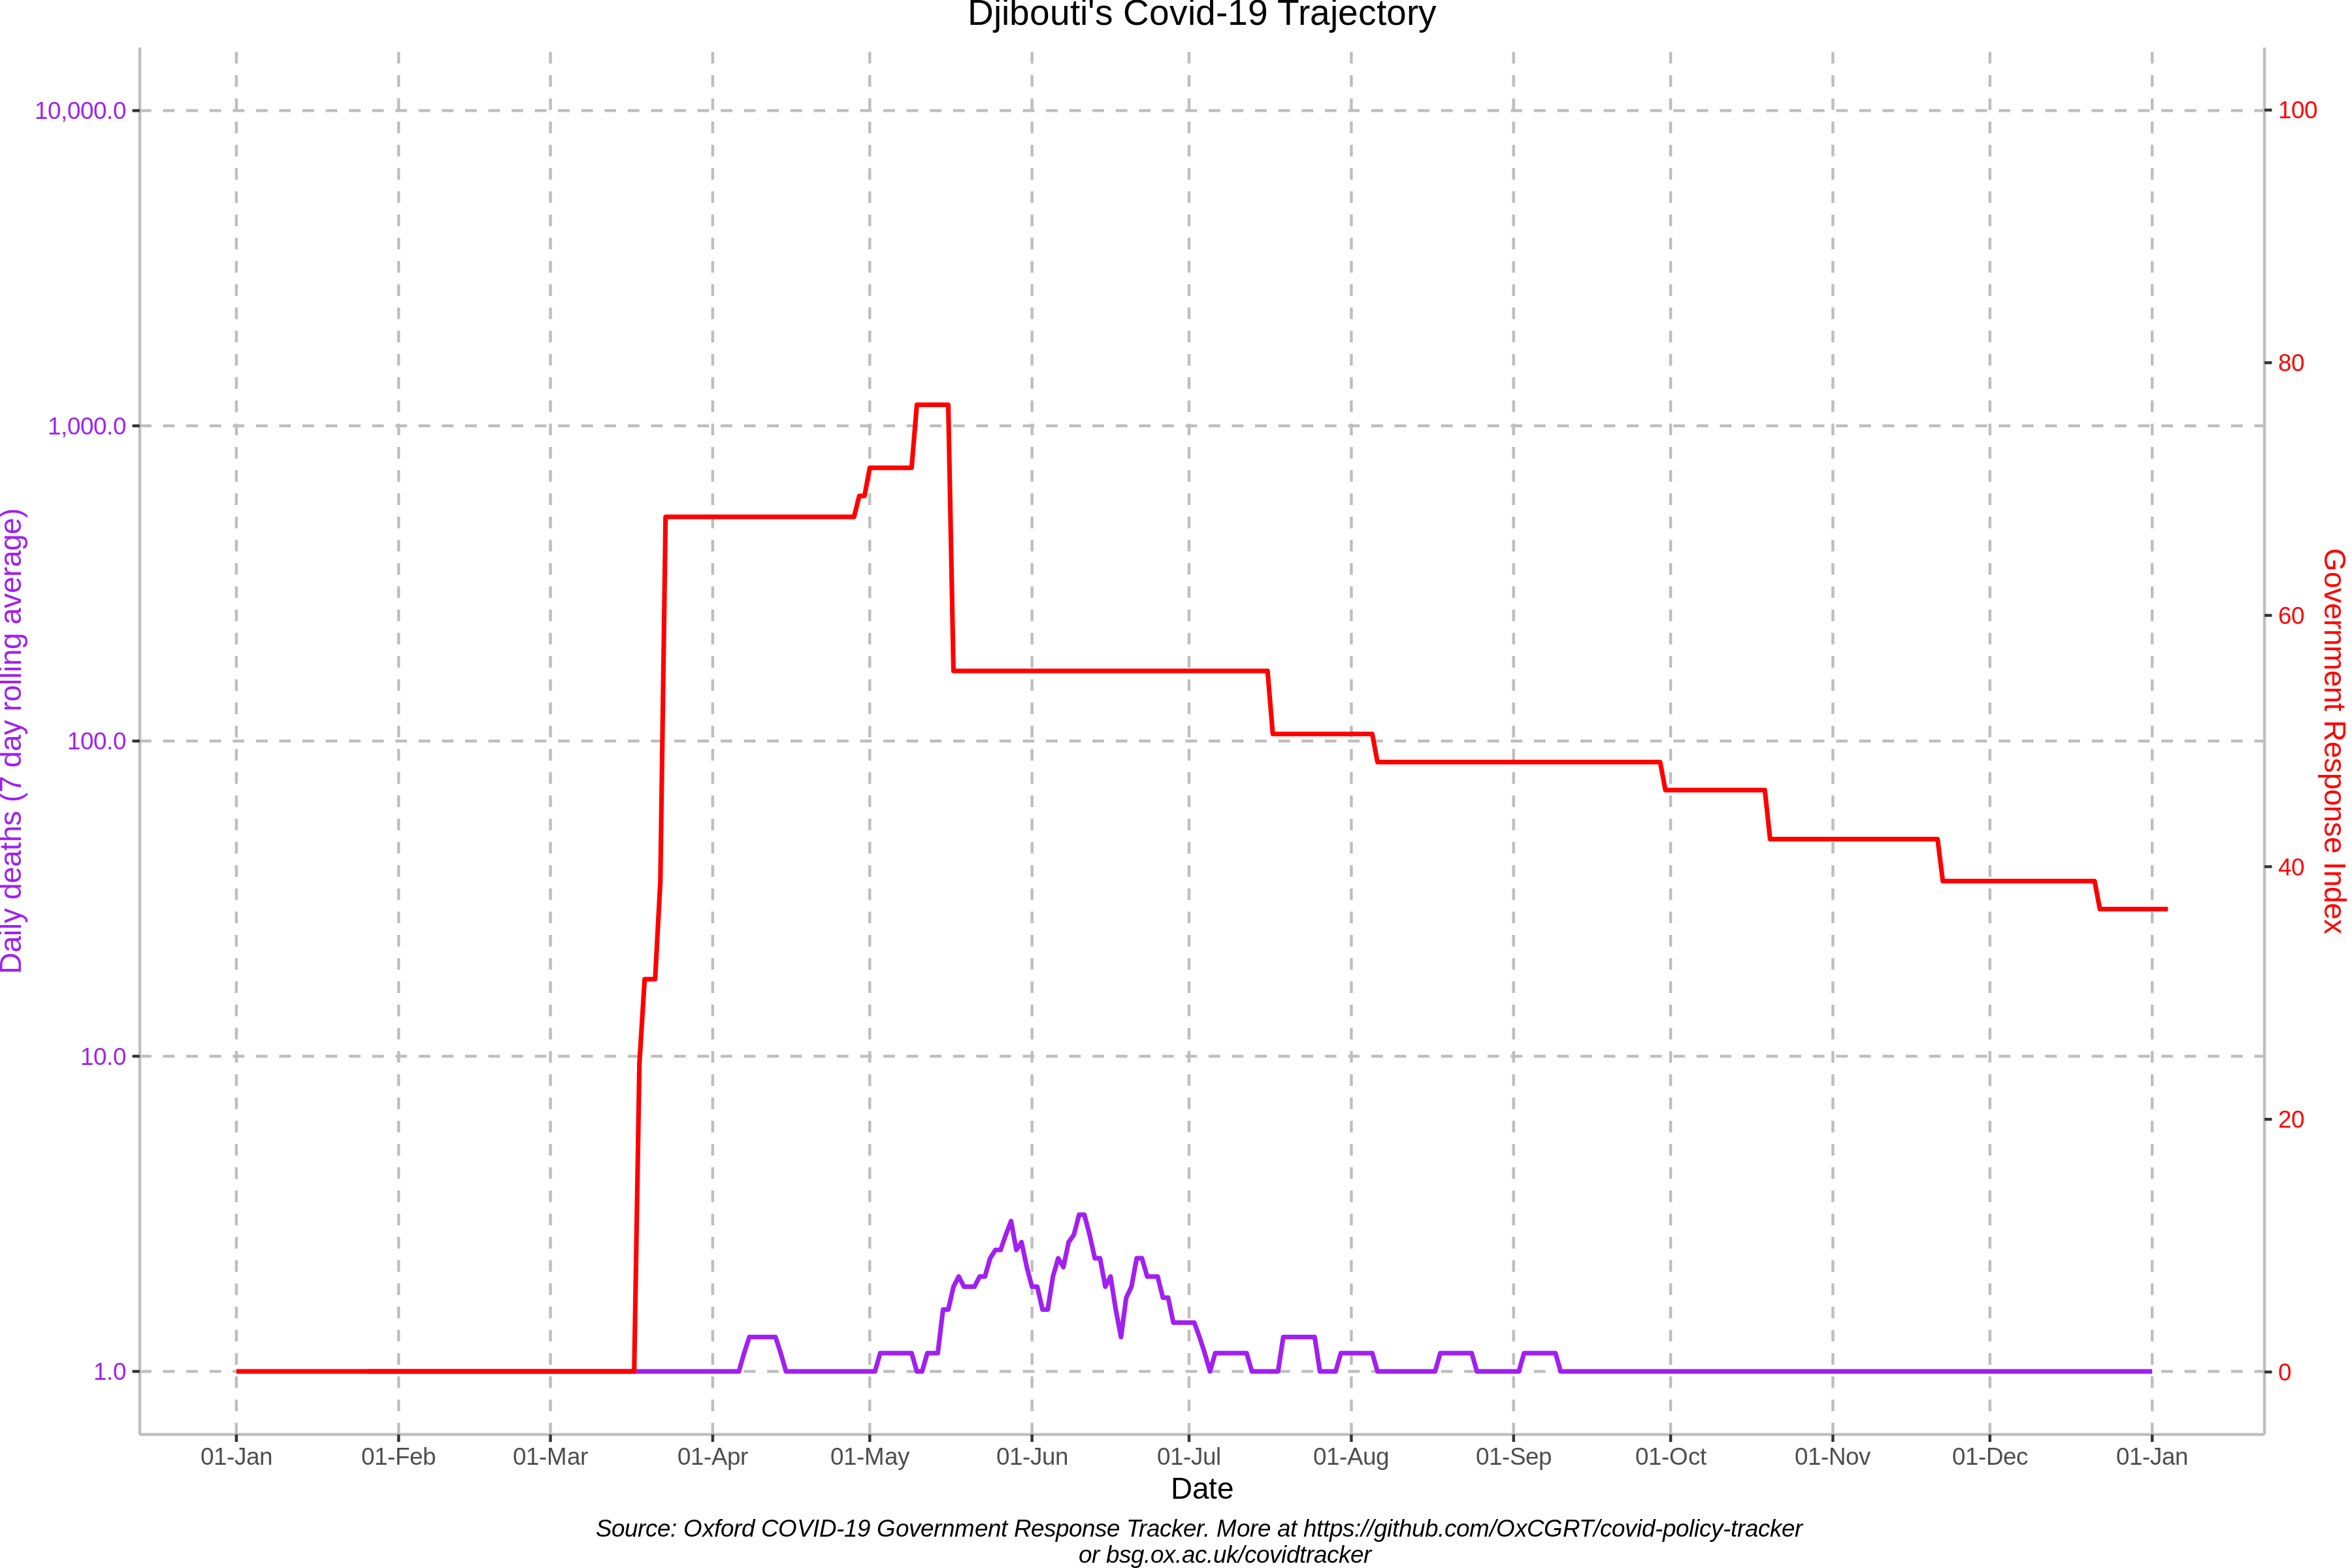 Djibouti's Covid-19 Trajectory
Daily deaths (7 day rolling average)
10,000.0
1,000.0
100.0
10.0
1.0
100
80
60
40
20
0
Government Response Index
01-Jan 01-Feb 01-Mar 01-Apr 01-May 01-Jun 01-Jul 01-Aug 01-Sep 01-Oct 01-Nov 01-Dec 01-Jan
Date
Source: Oxford COVID-19 Government Response Tracker. More at https://github.com/OxCGRT/covid-policy-tracker
or bsg.ox.ac.uk/covidtracker